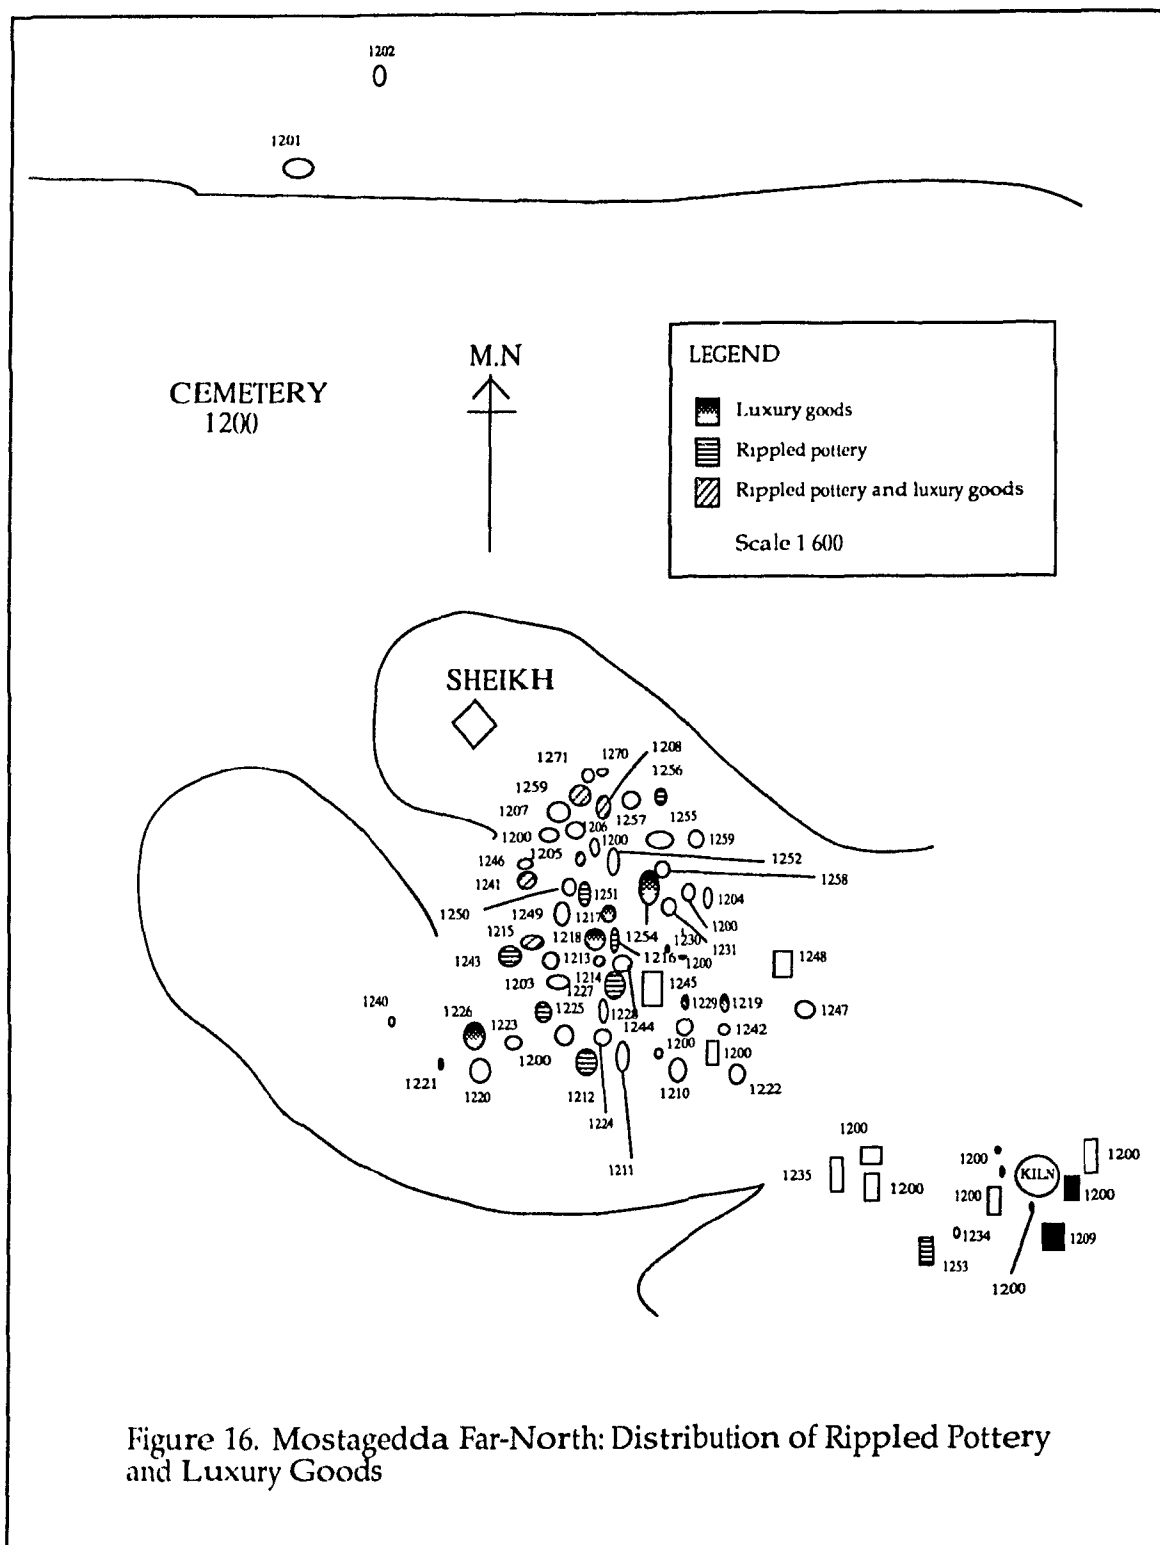 1202
1201
CEMETERY
1200
M.N
LEGEND
Luxury goods
Rippled pottery
Rippled pottery and luxury goods
Scale 1 600
SHEIKH
1271 1270 1208
1259 1256
1207
1206 1257 1255
1200 1200 1259
1246 1205 1252
1241 1258
1250 1251 1204
1249 1217 1200
1215 1218 1254 1230 1231
1243 1213 1216 1200 1248
1203 1214 1245
1227
1240 1225 1229 1219 1247
1226 1228
1223 1244 1242
1200 1200 1200
1221 1220 1212 1210 1222
1224
1211
1200
1235 1200
1200 KILN 1200
1200 1200
1234 1209
1253
1200
Figure 16. Mostagedda Far-North: Distribution of Rippled Pottery
and Luxury Goods